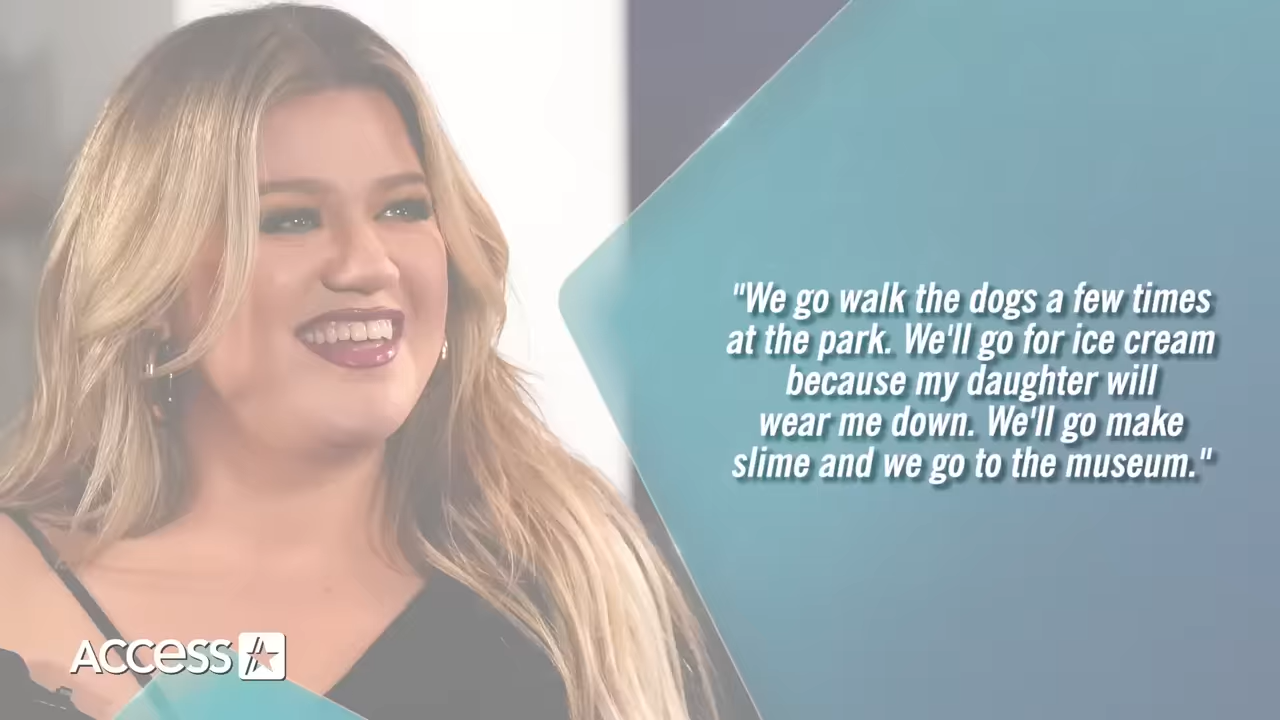 "We go walk the dogs a few times
at the park. We'll go for ice cream
because my daughter will
wear me down. We'll go make
slime and we go to the museum."
ACCESS